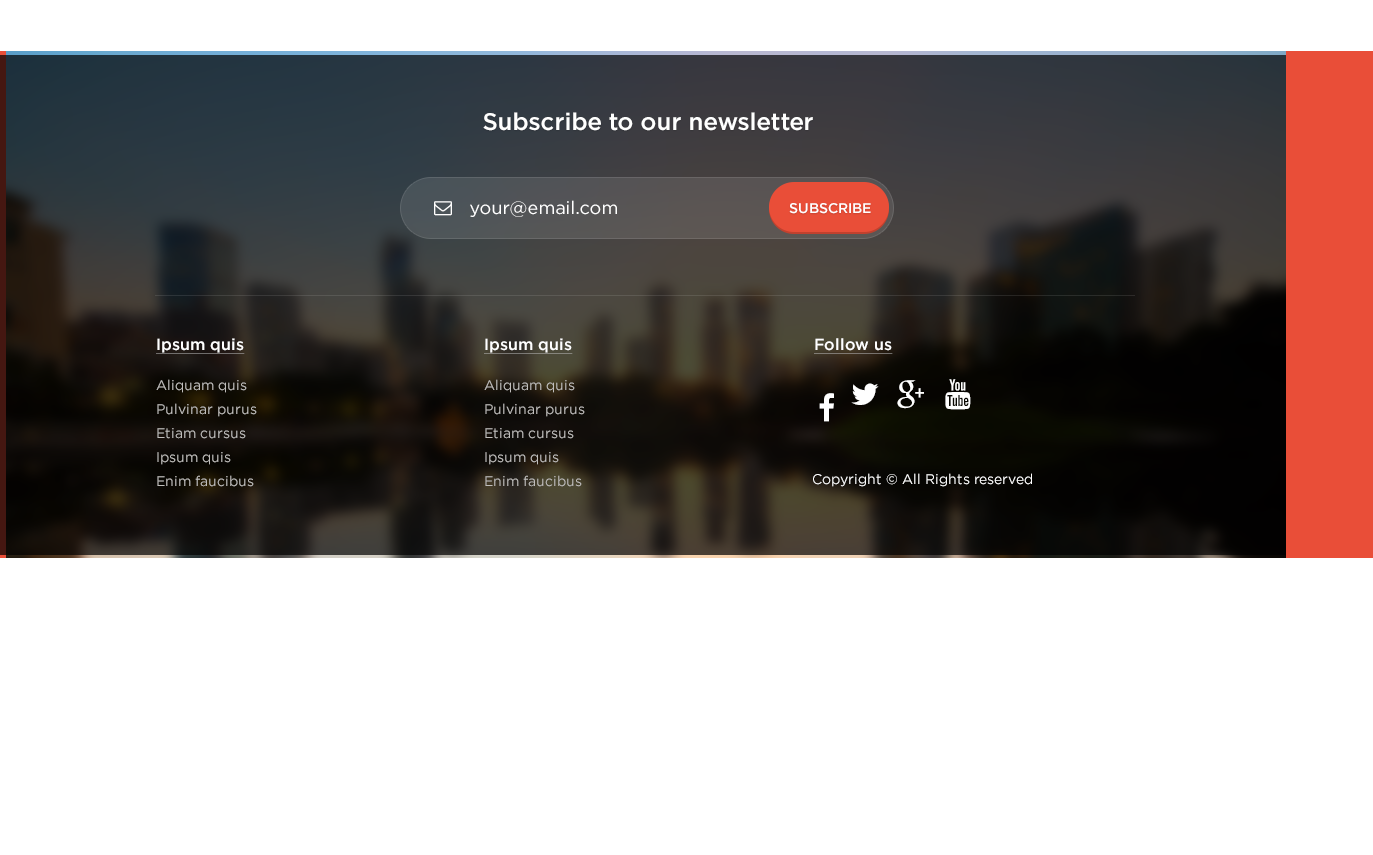 Subscribe to our newsletter
your@email.com
SUBSCRIBE
Ipsum quis
Aliquam quis
Pulvinar purus
Etiam cursus
Ipsum quis
Enim faucibus
Ipsum quis
Aliquam quis
Pulvinar purus
Etiam cursus
Ipsum quis
Enim faucibus
Follow us
You
Tube
Copyright © All Rights reserved